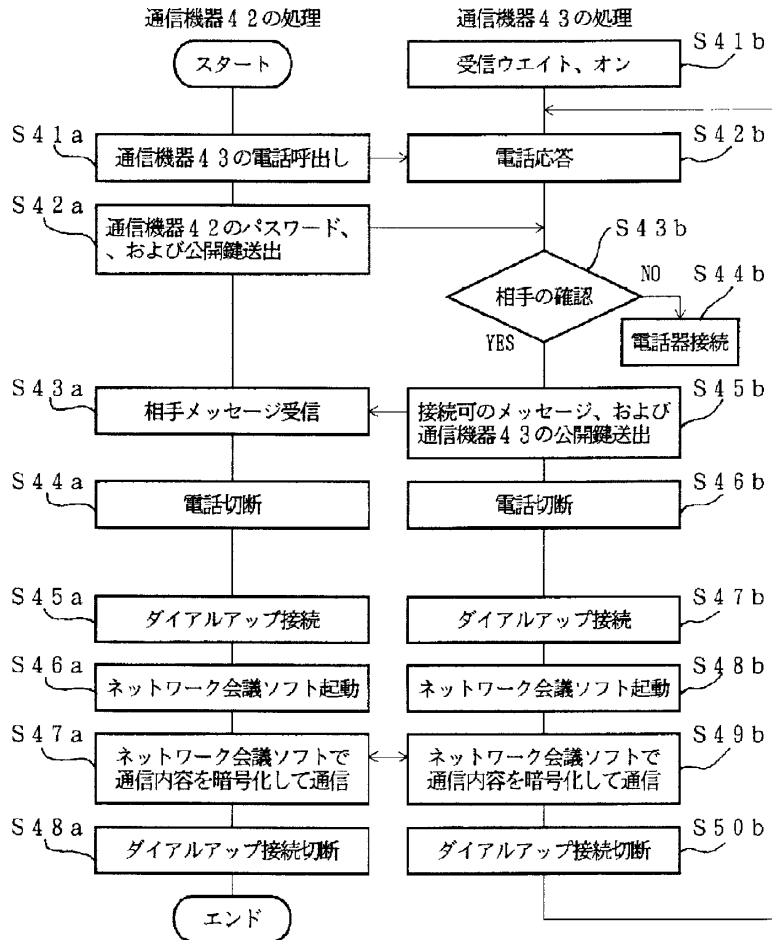 通信機器４２の処理
通信機器４３の処理
スタート
受信ウエイト、オン
Ｓ４１ｂ
Ｓ４１ａ
通信機器４３の電話呼出し
電話応答
Ｓ４２ｂ
Ｓ４２ａ
通信機器４２のパスワード、
、および公開鍵送出
Ｓ４３ｂ
相手の確認
NO
Ｓ４４ｂ
電話器接続
YES
Ｓ４３ａ
相手メッセージ受信
接続可のメッセージ、および
通信機器４３の公開鍵送出
Ｓ４５ｂ
Ｓ４４ａ
電話切断
電話切断
Ｓ４６ｂ
Ｓ４５ａ
ダイアルアップ接続
ダイアルアップ接続
Ｓ４７ｂ
Ｓ４６ａ
ネットワーク会議ソフト起動
ネットワーク会議ソフト起動
Ｓ４８ｂ
Ｓ４７ａ
ネットワーク会議ソフトで
通信内容を暗号化して通信
ネットワーク会議ソフトで
通信内容を暗号化して通信
Ｓ４９ｂ
Ｓ４８ａ
ダイアルアップ接続切断
ダイアルアップ接続切断
Ｓ５０ｂ
エンド